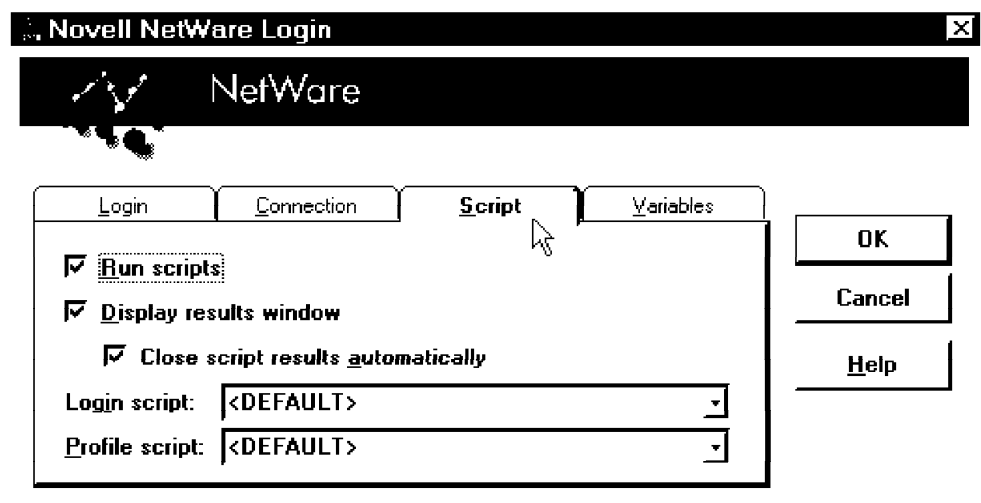 Novell NetWare Login
NetWare
Login Connection Script Variables
Run scripts
Display results window
Close script results automatically
Login script: <DEFAULT>
Profile script: <DEFAULT>
OK
Cancel
Help